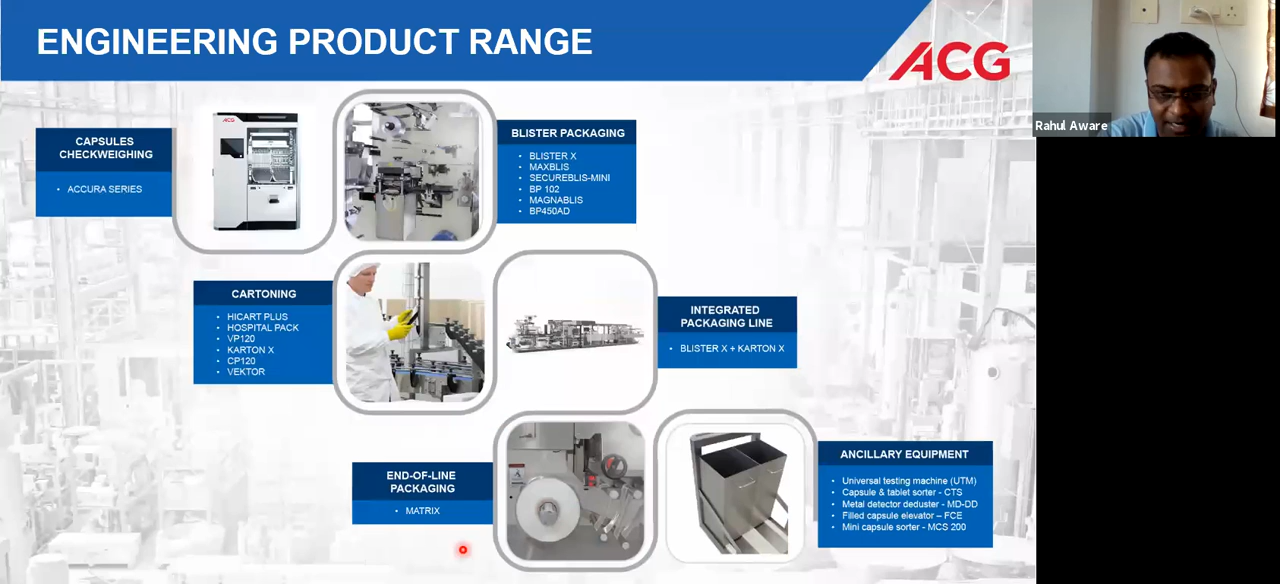 ENGINEERING PRODUCT RANGE
ACG
Rahul Aware
CAPSULES
CHECKWEIGHING
• ACCURA SERIES
ACG
BLISTER PACKAGING
• BLISTER X
• MAXBLIS
• SECUREBLIS-MINI
• BP 102
• MAGNABLIS
• BP450AD
CARTONING
• HICART PLUS
• HOSPITAL PACK
• VP120
• KARTON X
• CP120
• VEKTOR
INTEGRATED
PACKAGING LINE
• BLISTER X + KARTON X
END-OF-LINE
PACKAGING
• MATRIX
ANCILLARY EQUIPMENT
• Universal testing machine (UTM)
• Capsule & tablet sorter - CTS
• Metal detector deduster - MD-DD
• Filled capsule elevator – FCE
• Mini capsule sorter - MCS 200